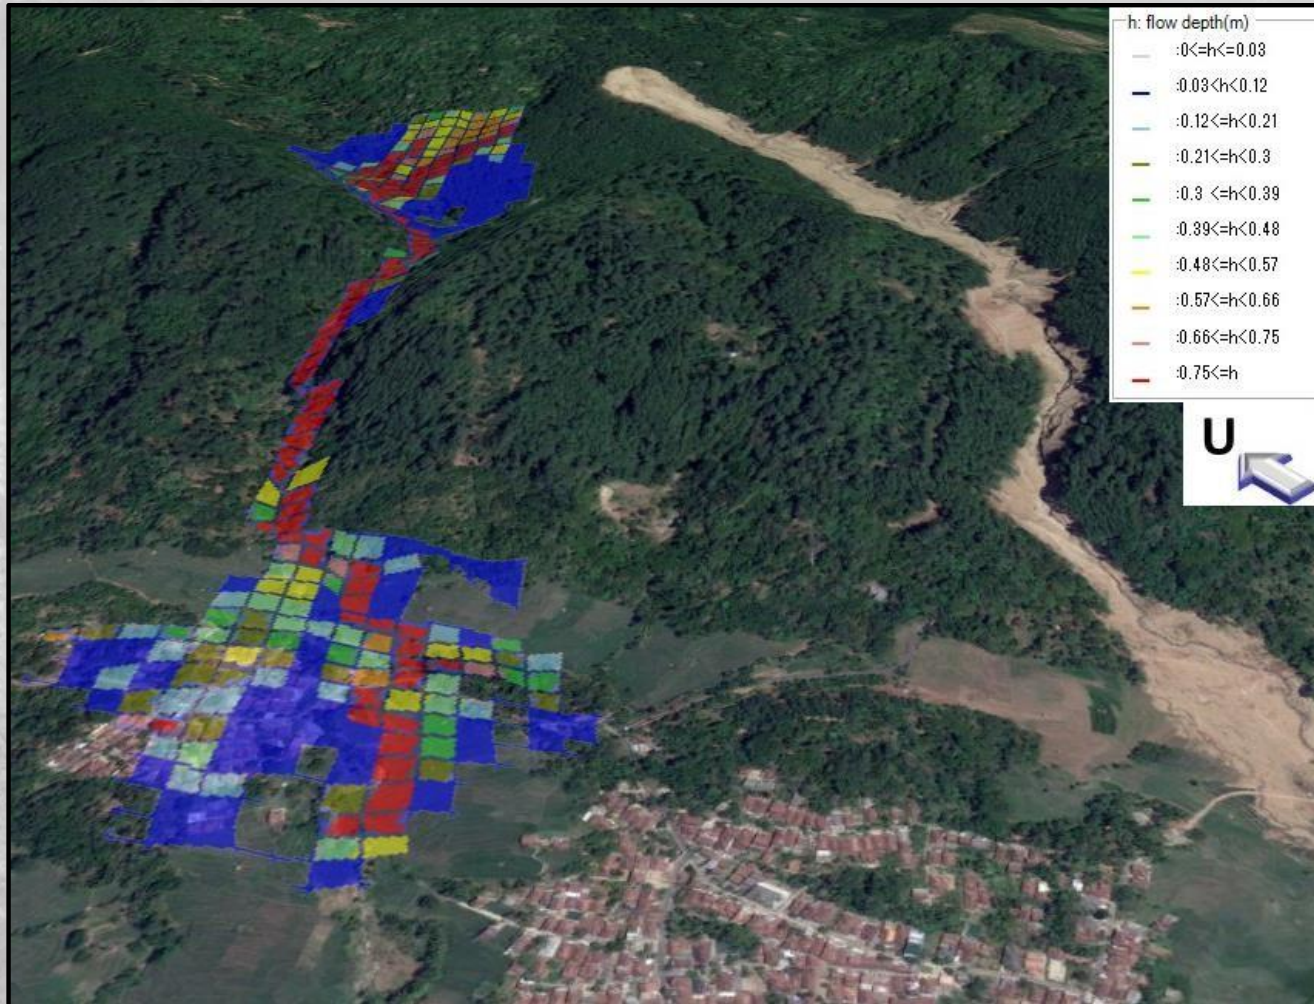 h: flow depth(m)
:0<=h<=0.03
:0.03<h<0.12
:0.12<=h<0.21
:0.21<=h<0.3
:0.3 <=h<0.39
:0.39<=h<0.48
:0.48<=h<0.57
:0.57<=h<0.66
:0.66<=h<0.75
:0.75<=h
U